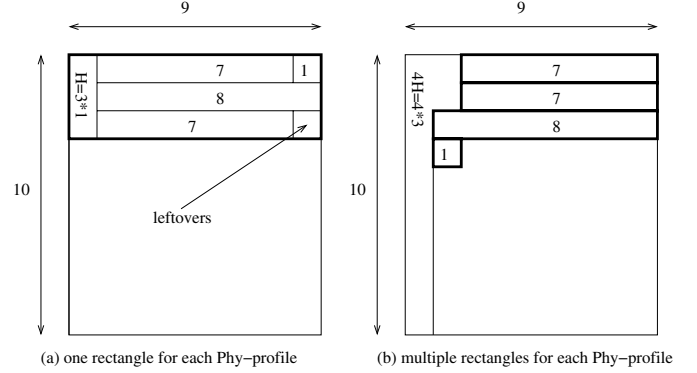 9
H=3*1
7
1
8
7
10
leftovers
(a) one rectangle for each Phy−profile
9
4H=4*3
7
7
8
1
10
(b) multiple rectangles for each Phy−profile